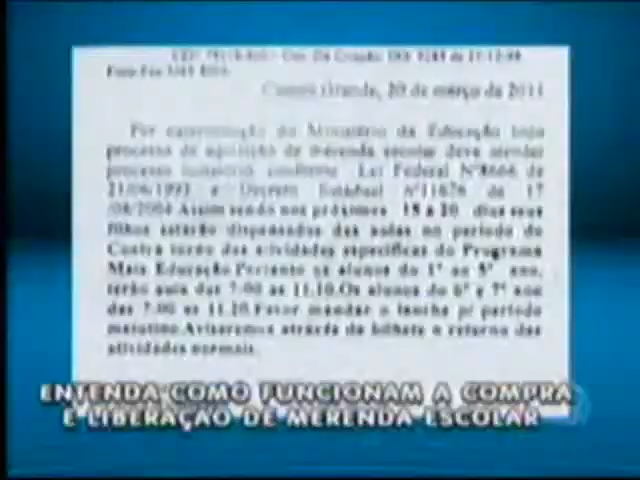 Campo Grande, 20 de março de 2011
Por determinação do Ministério da Educação todo
processo de aquisição de merenda escolar deve atender
processo licitatório conforme Lei Federal Nº8666 de
21/06/1993 e Decreto Estadual nº11676 de 17
/08/2004 Assim sendo nos próximos 15 a 20 dias seus
filhos estarão dispensados das aulas no período do
Contra turno das atividades específicas do Programa
Mais Educação Portanto os alunos do 1º ao 5º ano,
terão aula das 7:00 as 11.10.Os alunos do 6º e 7º ano
das 7:00 as 11.10.Favor mandar o lanche p/ período
matutino.Avisaremos através de bilhete o retorno das
atividades normais.
ENTENDA COMO FUNCIONAM A COMPRA
E LIBERAÇÃO DE MERENDA ESCOLAR